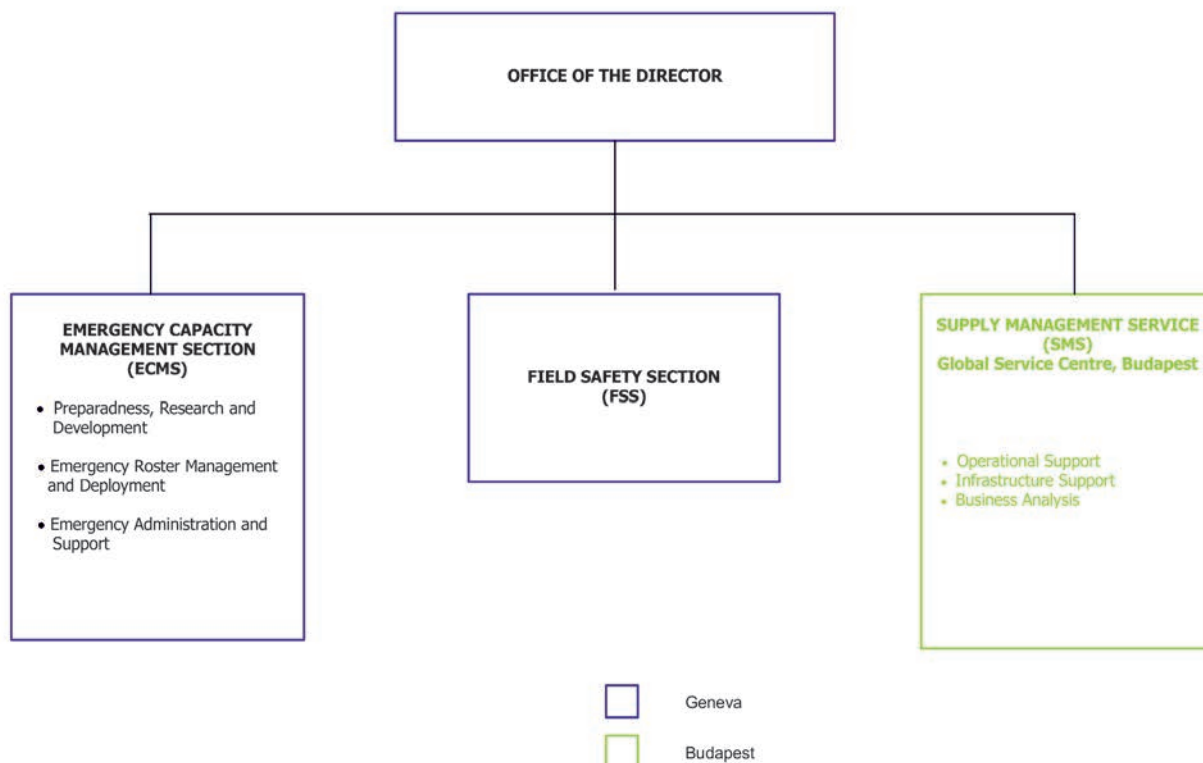 OFFICE OF THE DIRECTOR
EMERGENCY CAPACITY
MANAGEMENT SECTION
(ECMS)
• Preparadness, Research and
Development
• Emergency Roster Management
and Deployment
• Emergency Administration and
Support
FIELD SAFETY SECTION
(FSS)
SUPPLY MANAGEMENT SERVICE
(SMS)
Global Service Centre, Budapest
• Operational Support
• Infrastructure Support
• Business Analysis
Geneva
Budapest